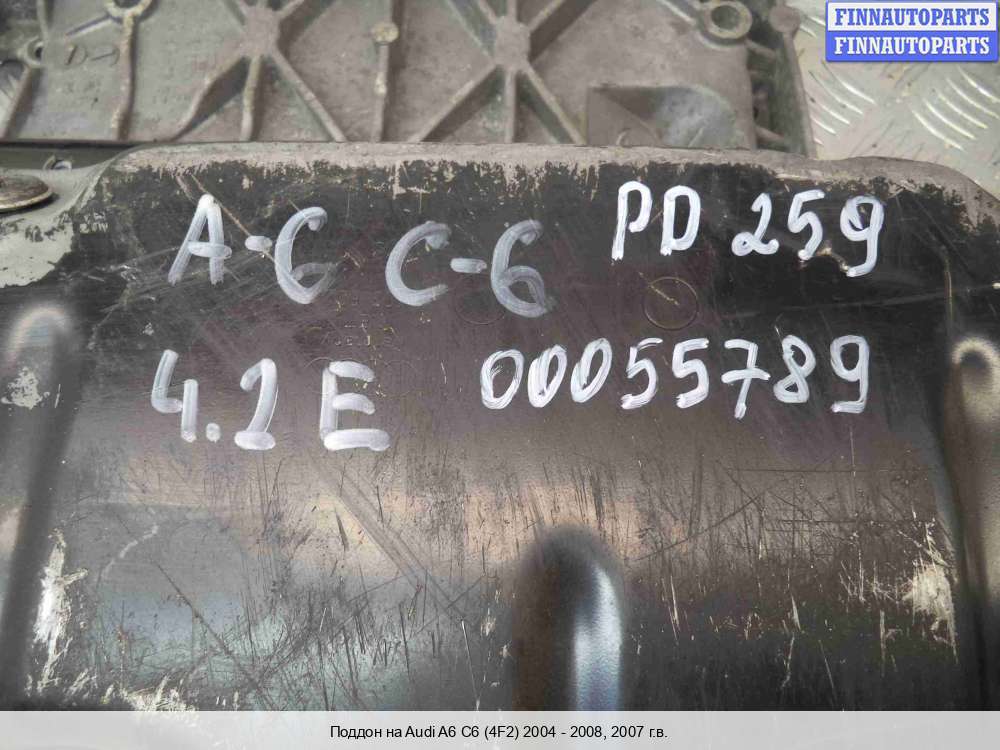 FINNAUTOPARTS
FINNAUTOPARTS
A-6 C-6 PD 259
4.2E 00055789
Поддон на Audi A6 C6 (4F2) 2004 - 2008, 2007 г.в.